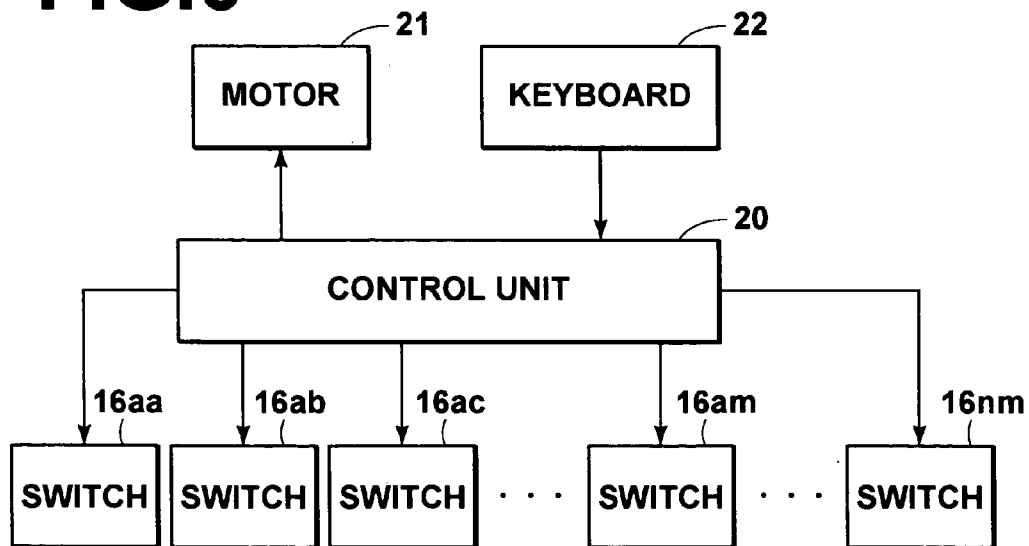 21 22
MOTOR KEYBOARD
20
CONTROL UNIT
16aa 16ab 16ac 16am 16nm
SWITCH SWITCH SWITCH · · · SWITCH · · · SWITCH